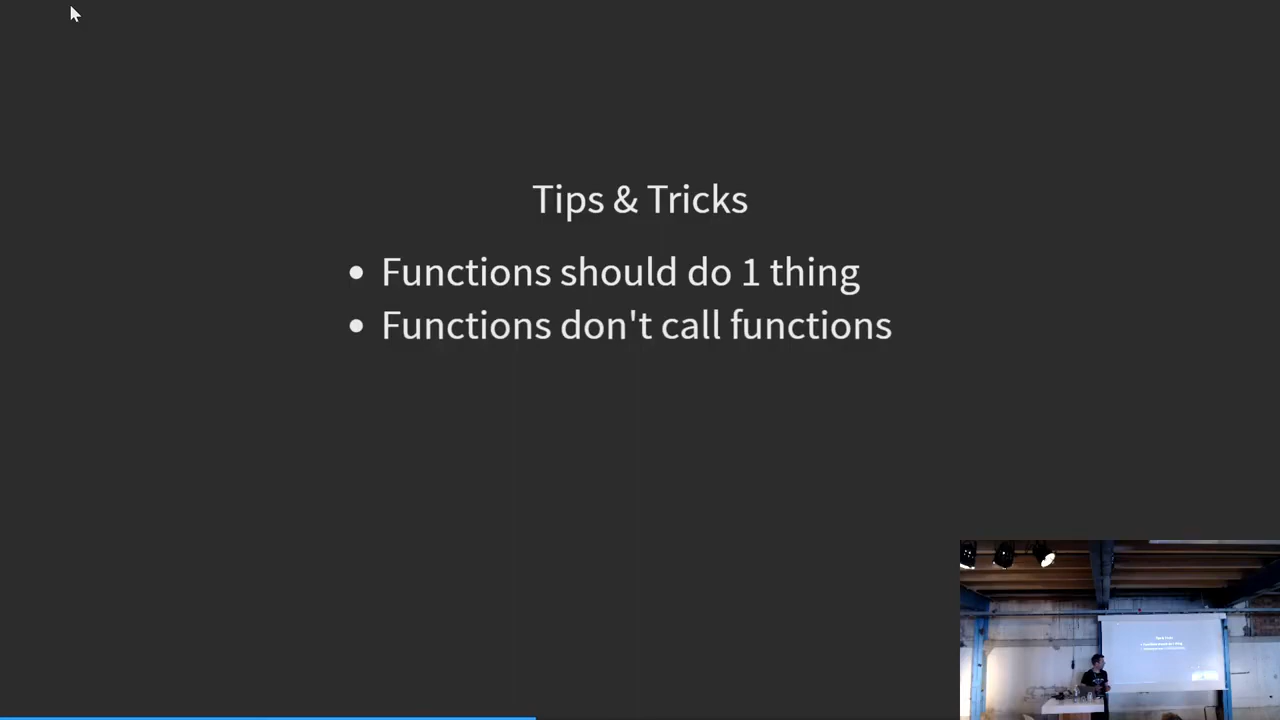 Tips & Tricks
Functions should do 1 thing
Functions don't call functions